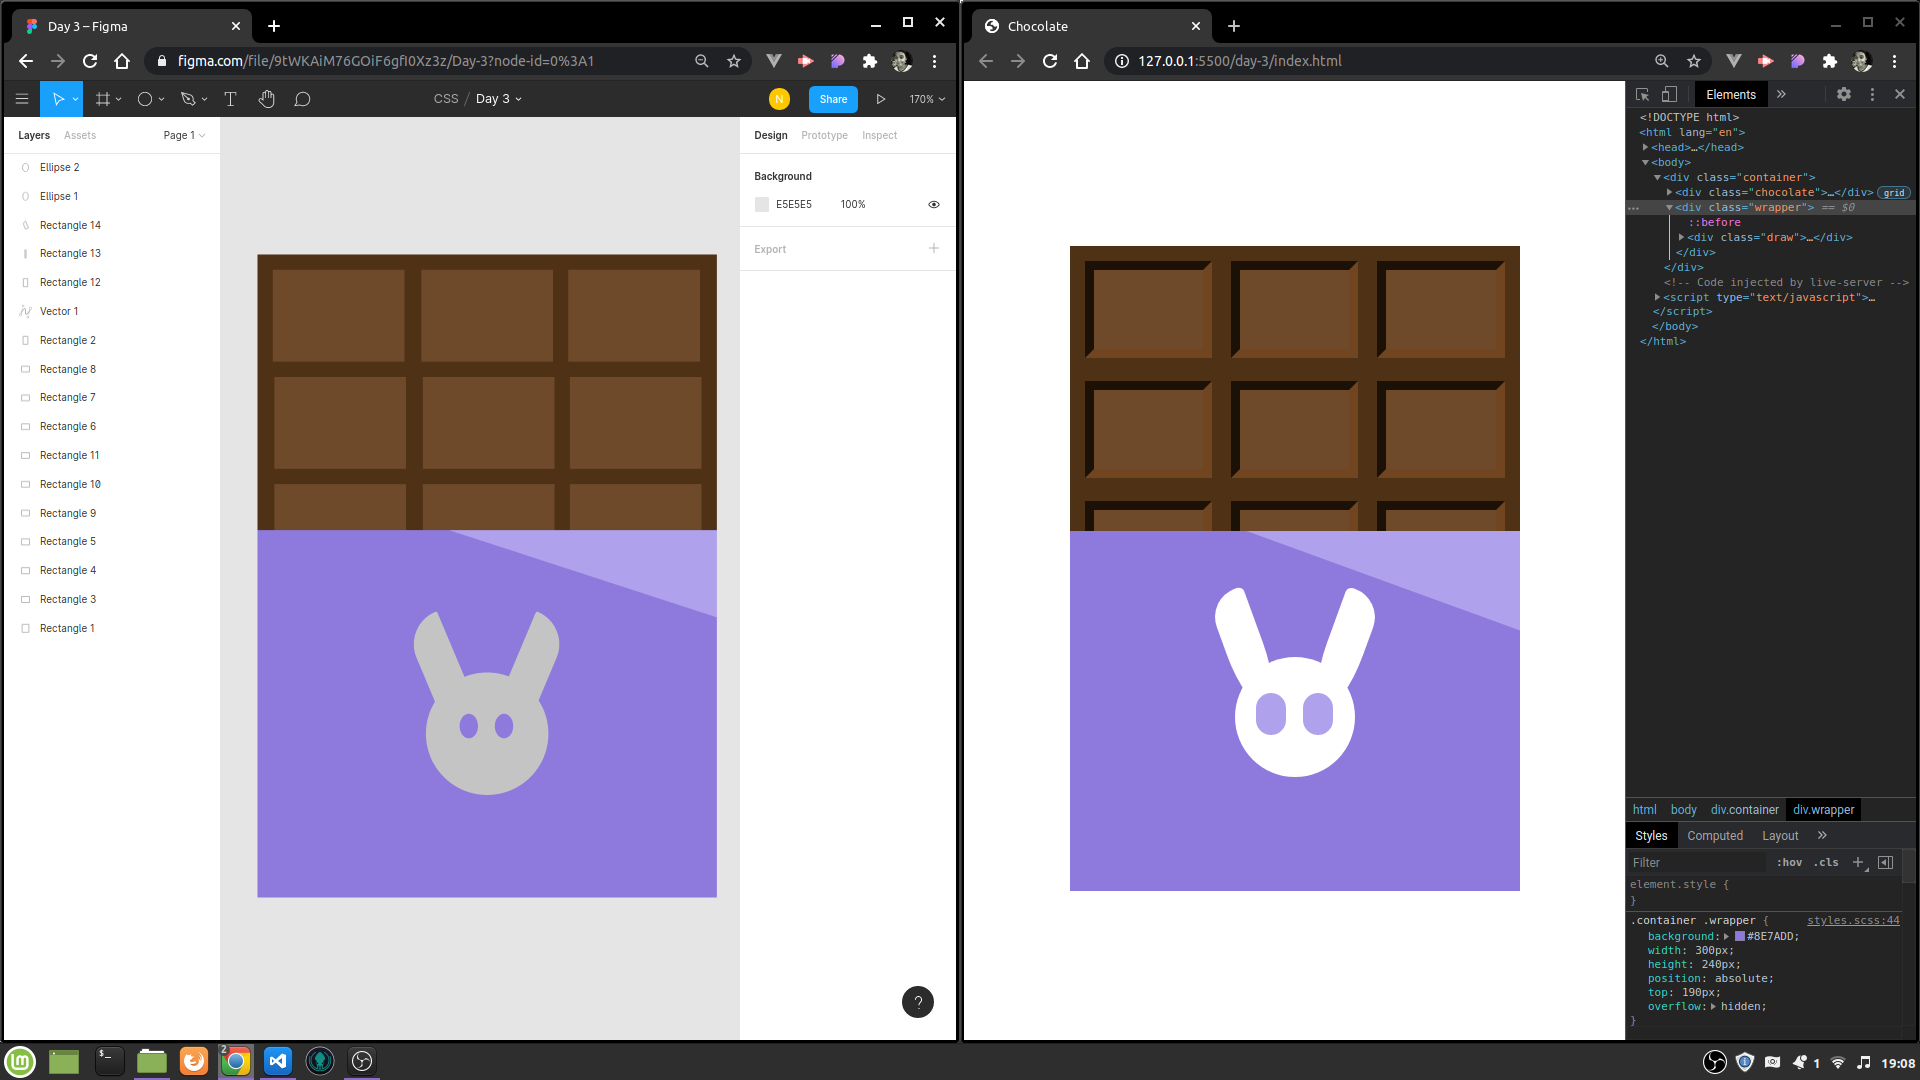 Day 3 – Figma
figma.com/file/9tWKAiM76GOiF6gfI0Xz3z/Day-3?node-id=0%3A1
CSS / Day 3
N
Share
170%
Layers
Assets
Page 1
Ellipse 2
Ellipse 1
Rectangle 14
Rectangle 13
Rectangle 12
Vector 1
Rectangle 2
Rectangle 8
Rectangle 7
Rectangle 6
Rectangle 11
Rectangle 10
Rectangle 9
Rectangle 5
Rectangle 4
Rectangle 3
Rectangle 1
Design
Prototype
Inspect
Background
E5E5E5 100%
Export
?
Chocolate
127.0.0.1:5500/day-3/index.html
Elements
<!DOCTYPE html>
<html lang="en">
<head>…</head>
<body>
<div class="container">
<div class="chocolate">…</div> grid
<div class="wrapper"> == $0
::before
<div class="draw">…</div>
</div>
</div>
<!-- Code injected by live-server -->
<script type="text/javascript">…
</script>
</body>
</html>
html body div.container div.wrapper
Styles Computed Layout
Filter :hov .cls
element.style {
}
.container .wrapper { styles.scss:44
background: #8E7ADD;
width: 300px;
height: 240px;
position: absolute;
top: 190px;
overflow: hidden;
}
lm
$_
2
1
19:08